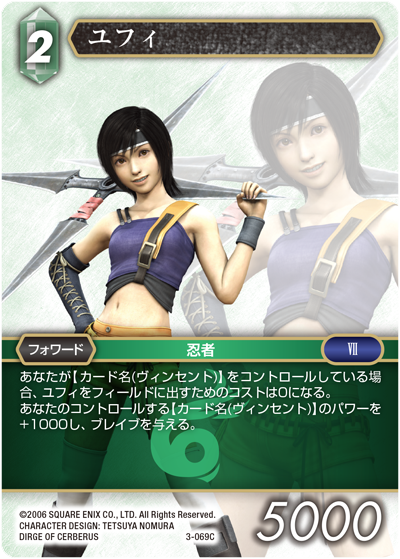 2
ユフィ
フォワード
忍者
VII
あなたが【カード名(ヴィンセント)】をコントロールしている場
合、ユフィをフィールドに出すためのコストは0になる。
あなたのコントロールする【カード名(ヴィンセント)】のパワーを
+1000し、ブレイブを与える。
©2006 SQUARE ENIX CO., LTD. All Rights Reserved.
CHARACTER DESIGN: TETSUYA NOMURA
DIRGE OF CERBERUS
3-069C
5000